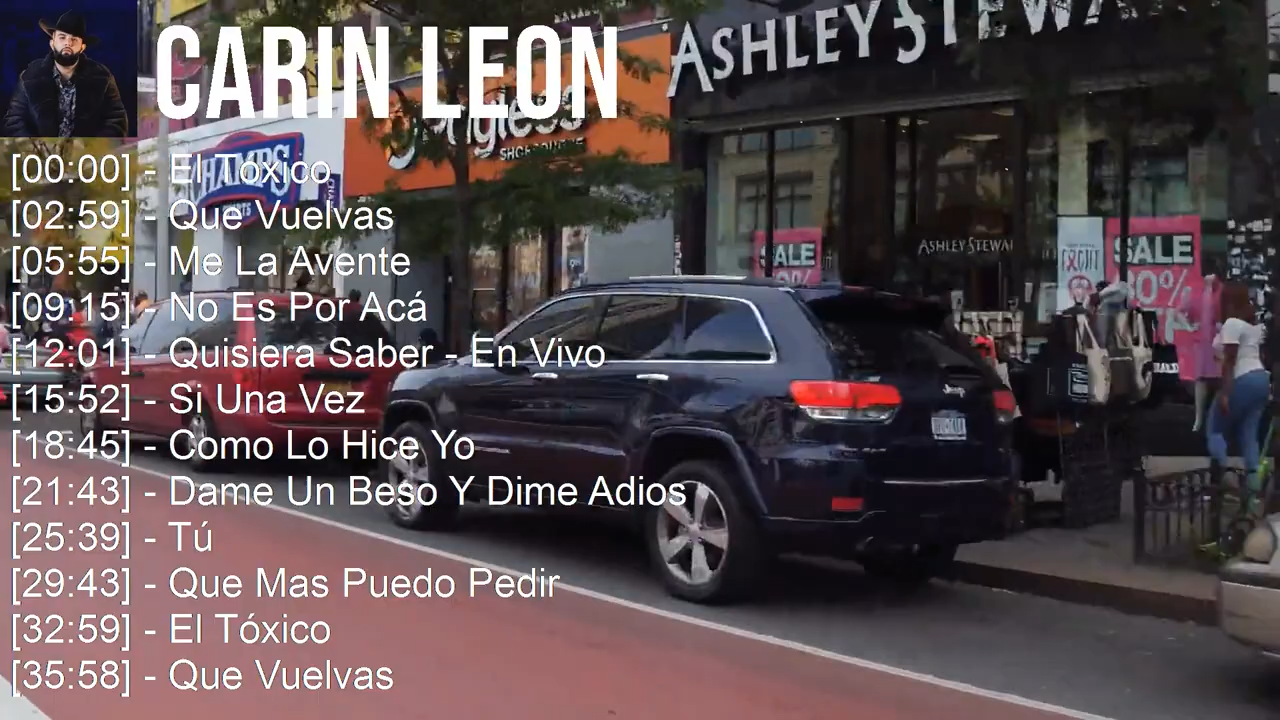 CARIN LEON
[00:00] - El Tóxico
[02:59] - Que Vuelvas
[05:55] - Me La Avente
[09:15] - No Es Por Acá
[12:01] - Quisiera Saber - En Vivo
[15:52] - Si Una Vez
[18:45] - Como Lo Hice Yo
[21:43] - Dame Un Beso Y Dime Adios
[25:39] - Tú
[29:43] - Que Mas Puedo Pedir
[32:59] - El Tóxico
[35:58] - Que Vuelvas
ASHLEY STEWA
CHAMPS
ASHLEY STEWA
SALE
SALE
30%
Jeep